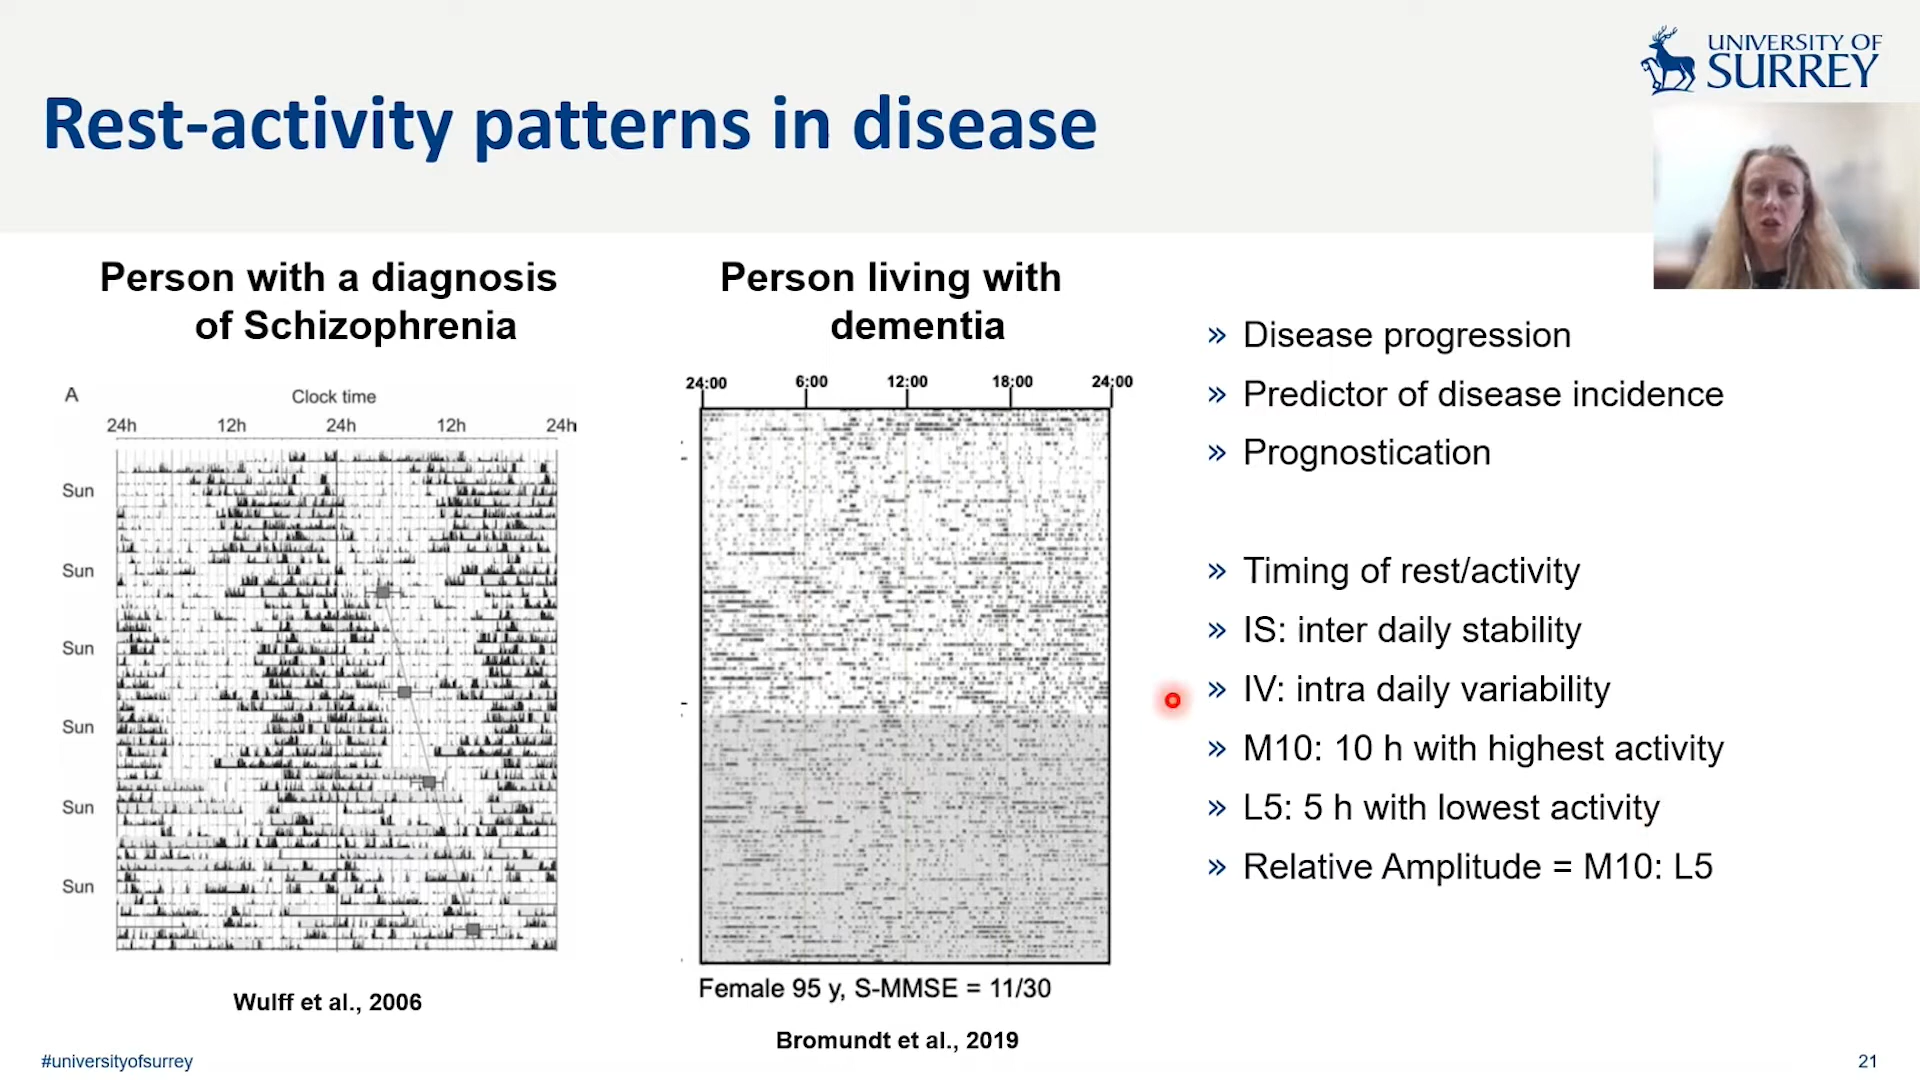 UNIVERSITY OF
SURREY
Rest-activity patterns in disease
Person with a diagnosis
of Schizophrenia
A
Clock time
24h 12h 24h 12h 24h
Sun
Sun
Sun
Sun
Sun
Sun
Wulff et al., 2006
Person living with
dementia
24:00 6:00 12:00 18:00 24:00
Female 95 y, S-MMSE = 11/30
Bromundt et al., 2019
» Disease progression
» Predictor of disease incidence
» Prognostication
» Timing of rest/activity
» IS: inter daily stability
» IV: intra daily variability
» M10: 10 h with highest activity
» L5: 5 h with lowest activity
» Relative Amplitude = M10: L5
#universityofsurrey
21